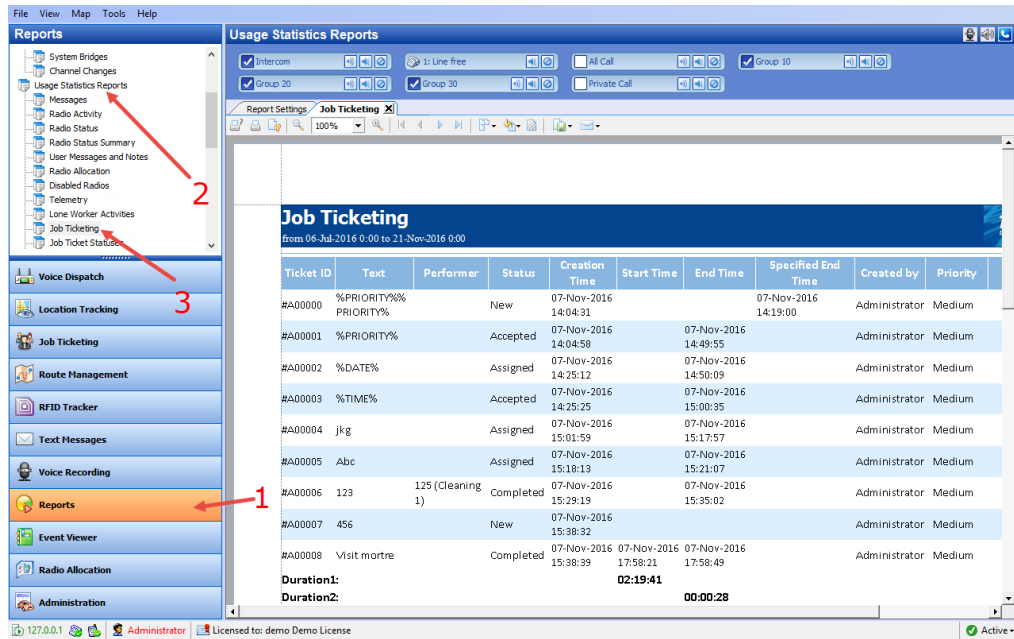 File View Map Tools Help
Reports
System Bridges
Channel Changes
Usage Statistics Reports
Messages
Radio Activity
Radio Status
Radio Status Summary
User Messages and Notes
Radio Allocation
Disabled Radios
Telemetry
Lone Worker Activities
Job Ticketing
Job Ticket Statuses
2
3
1
Voice Dispatch
Location Tracking
Job Ticketing
Route Management
RFID Tracker
Text Messages
Voice Recording
Reports
Event Viewer
Radio Allocation
Administration
Usage Statistics Reports
Intercom 1: Line free All Call Group 10
Group 20 Group 30 Private Call
Report Settings Job Ticketing X
100%
Job Ticketing
from 06-Jul-2016 0:00 to 21-Nov-2016 0:00
Ticket ID Text Performer Status Creation Time Start Time End Time Specified End Time Created by Priority
#A00000 %PRIORITY%% PRIORITY% New 07-Nov-2016 14:04:31 07-Nov-2016 14:19:00 Administrator Medium
#A00001 %PRIORITY% Accepted 07-Nov-2016 14:04:58 07-Nov-2016 14:49:55 Administrator Medium
#A00002 %DATE% Assigned 07-Nov-2016 14:25:12 07-Nov-2016 14:50:09 Administrator Medium
#A00003 %TIME% Accepted 07-Nov-2016 14:25:25 07-Nov-2016 15:00:35 Administrator Medium
#A00004 jkg Assigned 07-Nov-2016 15:01:59 07-Nov-2016 15:17:57 Administrator Medium
#A00005 Abc Assigned 07-Nov-2016 15:18:13 07-Nov-2016 15:21:07 Administrator Medium
#A00006 123 125 (Cleaning 1) Completed 07-Nov-2016 15:29:19 07-Nov-2016 15:35:02 Administrator Medium
#A00007 456 New 07-Nov-2016 15:38:32 Administrator Medium
#A00008 Visit mortre Completed 07-Nov-2016 15:38:39 07-Nov-2016 17:58:21 07-Nov-2016 17:58:49 Administrator Medium
Duration1: 02:19:41
Duration2: 00:00:28
127.0.0.1 Administrator Licensed to: demo Demo License Active